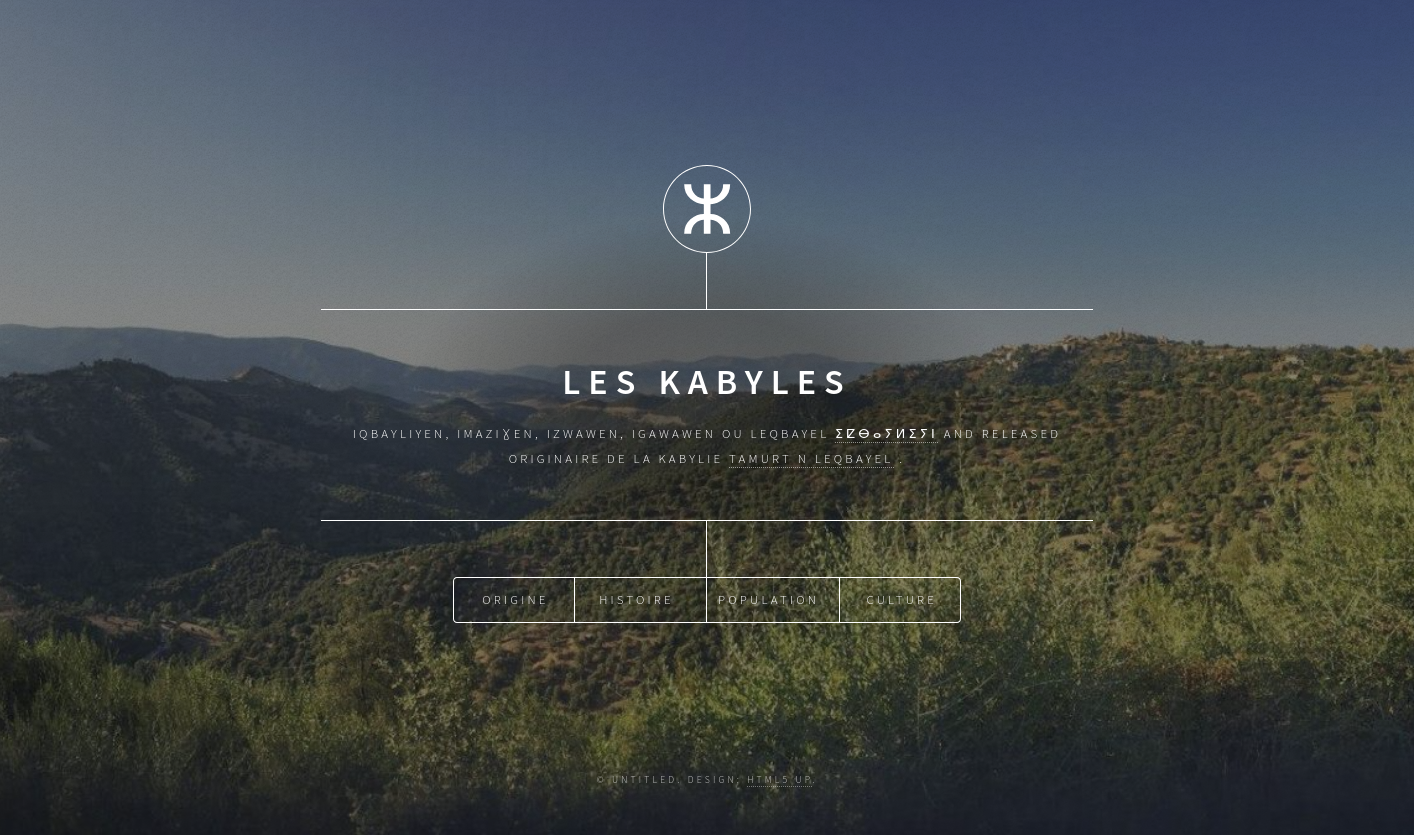 ⵣ
LES KABYLES
IQBAYLIYEN, IMAZIƔEN, IZWAWEN, IGAWAWEN OU LEQBAYEL ⵉⵇⴱⴰⵢⵍⵉⵢⵏ AND RELEASED
ORIGINAIRE DE LA KABYLIE TAMURT N LEQBAYEL .
ORIGINE HISTOIRE POPULATION CULTURE
© UNTITLED. DESIGN: HTML5 UP.